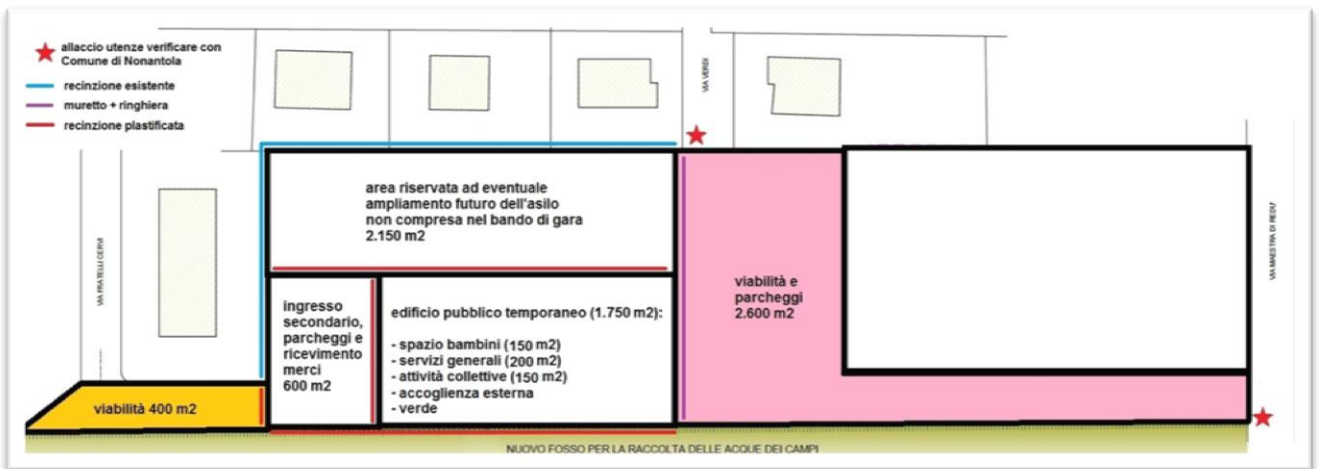 allaccio utenze verificare con
Comune di Nonantola
recinzione esistente
muretto + ringhiera
recinzione plastificata
VIA VERDI
area riservata ad eventuale
ampliamento futuro dell'asilo
non compresa nel bando di gara
2.150 m2
VIA FRATELLI CERVI
VIA MAESTRA DI REDU'
ingresso
secondario,
parcheggi e
ricevimento
merci
600 m2
edificio pubblico temporaneo (1.750 m2):
- spazio bambini (150 m2)
- servizi generali (200 m2)
- attività collettive (150 m2)
- accoglienza esterna
- verde
viabilità e
parcheggi
2.600 m2
viabilità 400 m2
NUOVO FOSSO PER LA RACCOLTA DELLE ACQUE DEI CAMPI